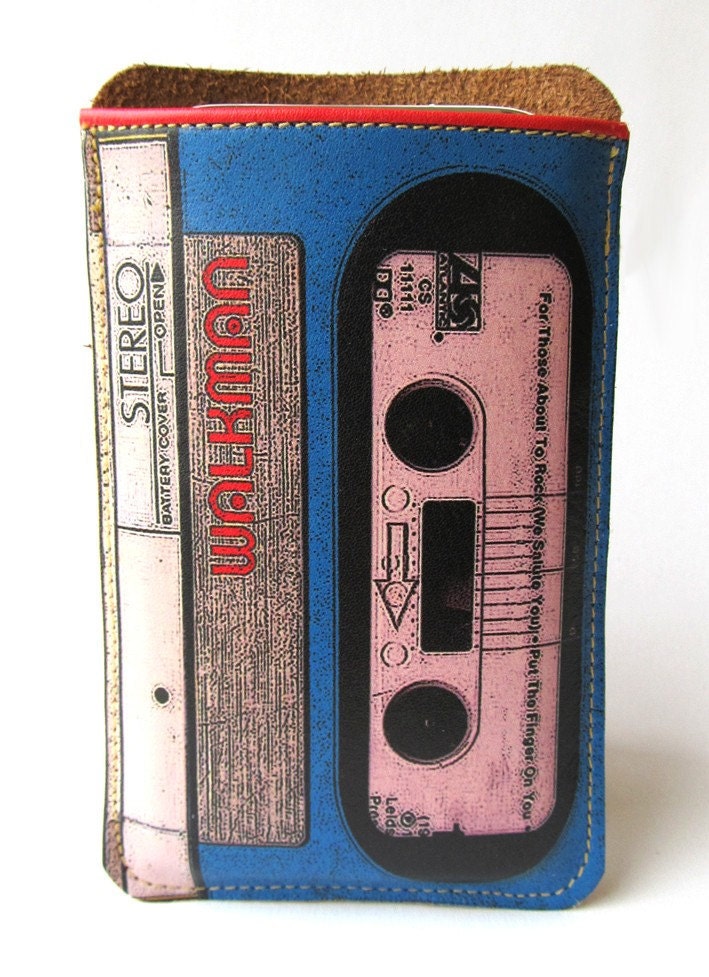 STEREO
OPEN
BATTERY COVER
WALKMAN
ATLANTIC
CS
11111
For Those About To Rock (We Salute You) • Put The Finger On You